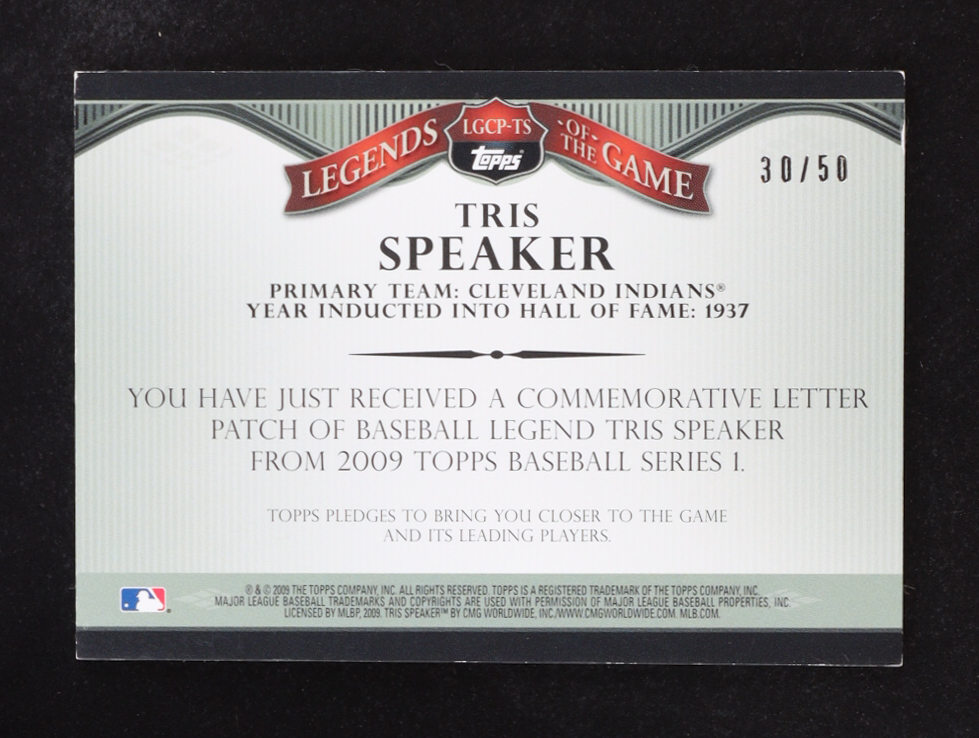 LEGENDS OF THE GAME
LGCP-TS
Topps®
30/50
TRIS
SPEAKER
PRIMARY TEAM: CLEVELAND INDIANS®
YEAR INDUCTED INTO HALL OF FAME: 1937
YOU HAVE JUST RECEIVED A COMMEMORATIVE LETTER
PATCH OF BASEBALL LEGEND TRIS SPEAKER
FROM 2009 TOPPS BASEBALL SERIES 1.
TOPPS PLEDGES TO BRING YOU CLOSER TO THE GAME
AND ITS LEADING PLAYERS.
® & © 2009 THE TOPPS COMPANY, INC. ALL RIGHTS RESERVED. TOPPS IS A REGISTERED TRADEMARK OF THE TOPPS COMPANY, INC.
MAJOR LEAGUE BASEBALL TRADEMARKS AND COPYRIGHTS ARE USED WITH PERMISSION OF MAJOR LEAGUE BASEBALL PROPERTIES, INC.
LICENSED BY MLBP, 2009. TRIS SPEAKER™ BY CMG WORLDWIDE, INC./WWW.CMGWORLDWIDE.COM. MLB.COM.